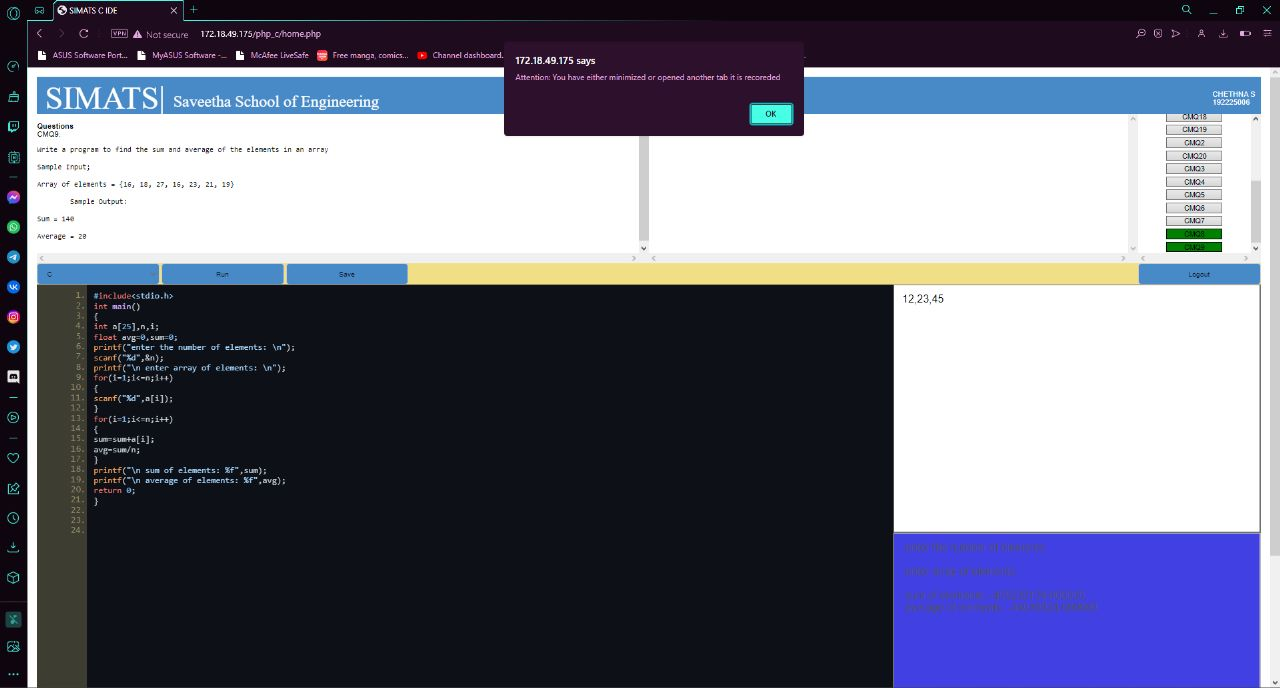 SIMATS C IDE
VPN Not secure 172.18.49.175/php_c/home.php
ASUS Software Port... MyASUS Software -... McAfee LiveSafe Free manga, comics... Channel dashboard.
172.18.49.175 says
Attention: You have either minimized or opened another tab it is recoreded
OK
SIMATS Saveetha School of Engineering
CHETHNA S
192225006
Questions
CMQ9.
Write a program to find the sum and average of the elements in an array
Sample Input;
Array of elements = {16, 18, 27, 16, 23, 21, 19}
Sample Output:
Sum = 140
Average = 20
CMQ18
CMQ19
CMQ2
CMQ20
CMQ3
CMQ4
CMQ5
CMQ6
CMQ7
CMQ8
CMQ9
C Run Save Logout
1. #include<stdio.h>
2. int main()
3. {
4. int a[25],n,i;
5. float avg=0,sum=0;
6. printf("enter the number of elements: \n");
7. scanf("%d",&n);
8. printf("\n enter array of elements: \n");
9. for(i=1;i<=n;i++)
10. {
11. scanf("%d",a[i]);
12. }
13. for(i=1;i<=n;i++)
14. {
15. sum=sum+a[i];
16. avg=sum/n;
17. }
18. printf("\n sum of elements: %f",sum);
19. printf("\n average of elements: %f",avg);
20. return 0;
21. }
22.
23.
24.
12,23,45
enter the number of elements:
enter array of elements:
sum of elements:
average of elements: